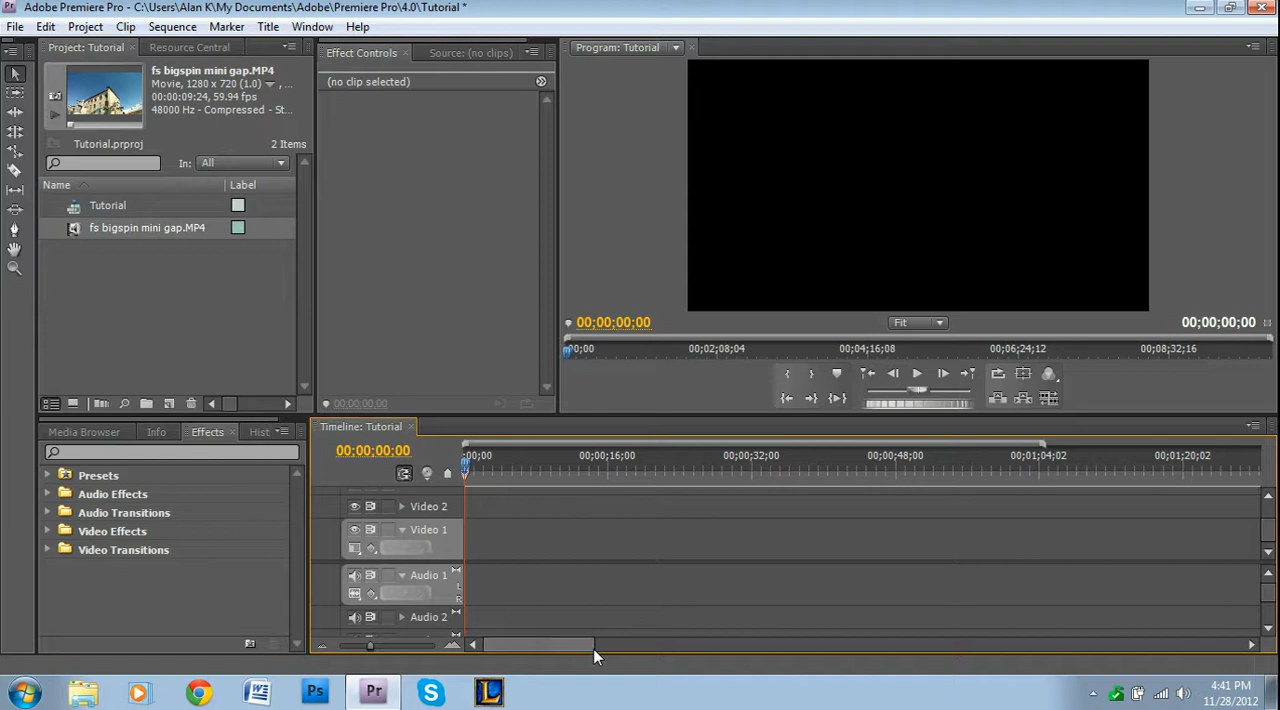 Adobe Premiere Pro - C:\Users\Alan K\My Documents\Adobe\Premiere Pro\4.0\Tutorial *
File Edit Project Clip Sequence Marker Title Window Help
Project: Tutorial Resource Central
Effect Controls Source: (no clips)
Program: Tutorial
fs bigspin mini gap.MP4
Movie, 1280 x 720 (1.0) , ...
00:00:09:24, 59.94 fps
48000 Hz - Compressed - St...
(no clip selected)
Tutorial.prproj 2 Items
In: All
Name Label
Tutorial
fs bigspin mini gap.MP4
00;00;00;00 Fit 00;00;00;00
;00;00 00;02;08;04 00;04;16;08 00;06;24;12 00;08;32;16
00;00;00;00
Media Browser Info Effects Hist
Timeline: Tutorial
00;00;00;00
;00;00 00;00;16;00 00;00;32;00 00;00;48;00 00;01;04;02 00;01;20;02
Presets
Audio Effects
Audio Transitions
Video Effects
Video Transitions
Video 2
Video 1
Audio 1
L
R
Audio 2
Ps Pr S L
4:41 PM
11/28/2012